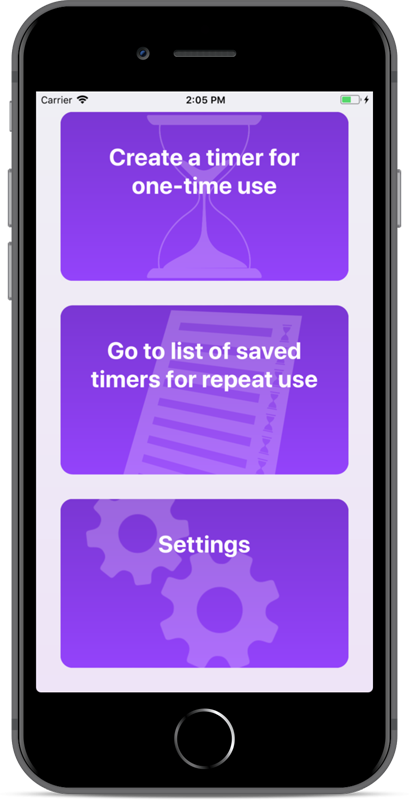 Carrier 2:05 PM
Create a timer for
one-time use
Go to list of saved
timers for repeat use
Settings